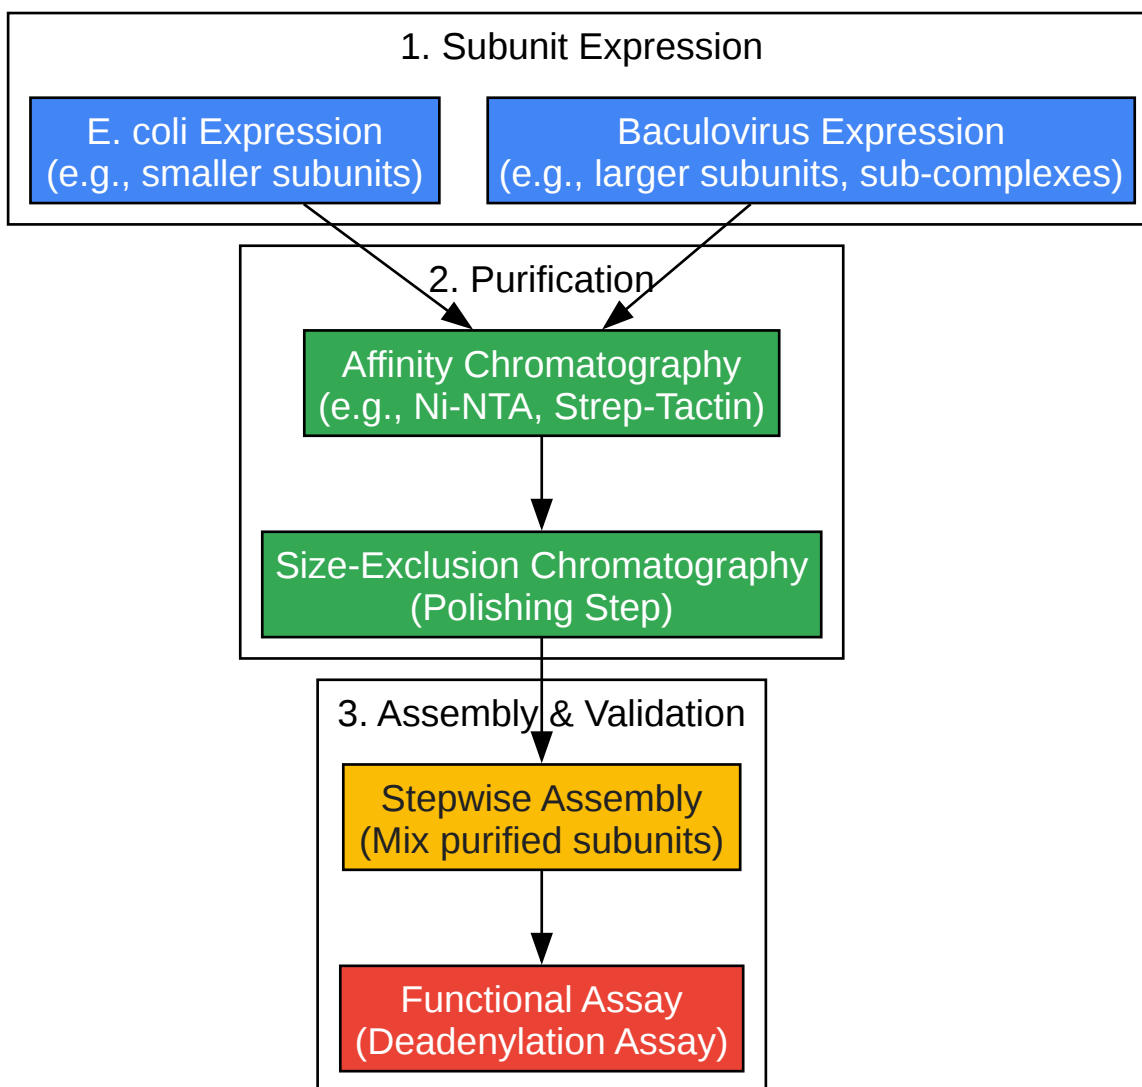 1. Subunit Expression
E. coli Expression
(e.g., smaller subunits)
Baculovirus Expression
(e.g., larger subunits, sub-complexes)
2. Purification
Affinity Chromatography
(e.g., Ni-NTA, Strep-Tactin)
Size-Exclusion Chromatography
(Polishing Step)
3. Assembly & Validation
Stepwise Assembly
(Mix purified subunits)
Functional Assay
(Deadenylation Assay)